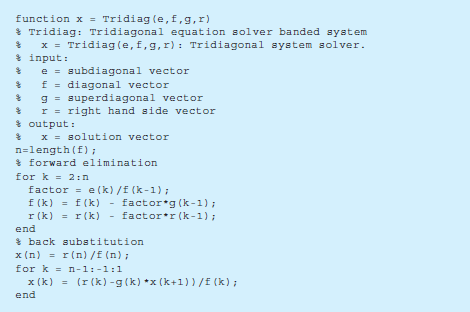 function x = Tridiag(e,f,g,r)
% Tridiag: Tridiagonal equation solver banded system
%   x = Tridiag(e,f,g,r): Tridiagonal system solver.
% input:
%   e = subdiagonal vector
%   f = diagonal vector
%   g = superdiagonal vector
%   r = right hand side vector
% output:
%   x = solution vector
n=length(f);
% forward elimination
for k = 2:n
  factor = e(k)/f(k-1);
  f(k) = f(k) - factor*g(k-1);
  r(k) = r(k) - factor*r(k-1);
end
% back substitution
x(n) = r(n)/f(n);
for k = n-1:-1:1
  x(k) = (r(k)-g(k)*x(k+1))/f(k);
end